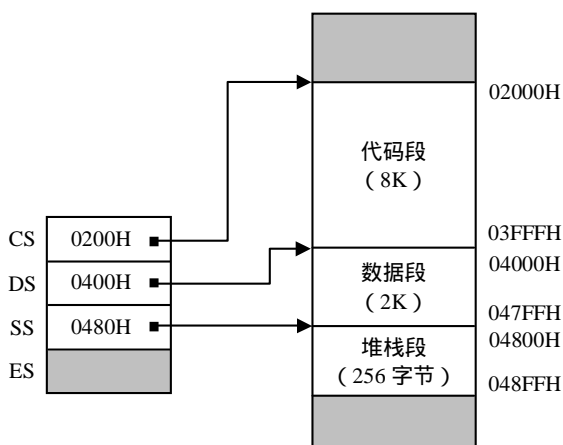 02000H
代码段
（8K）
03FFFH
CS 0200H
04000H
DS 0400H
数据段
（2K）
047FFH
SS 0480H
04800H
堆栈段
ES
（256 字节）
048FFH